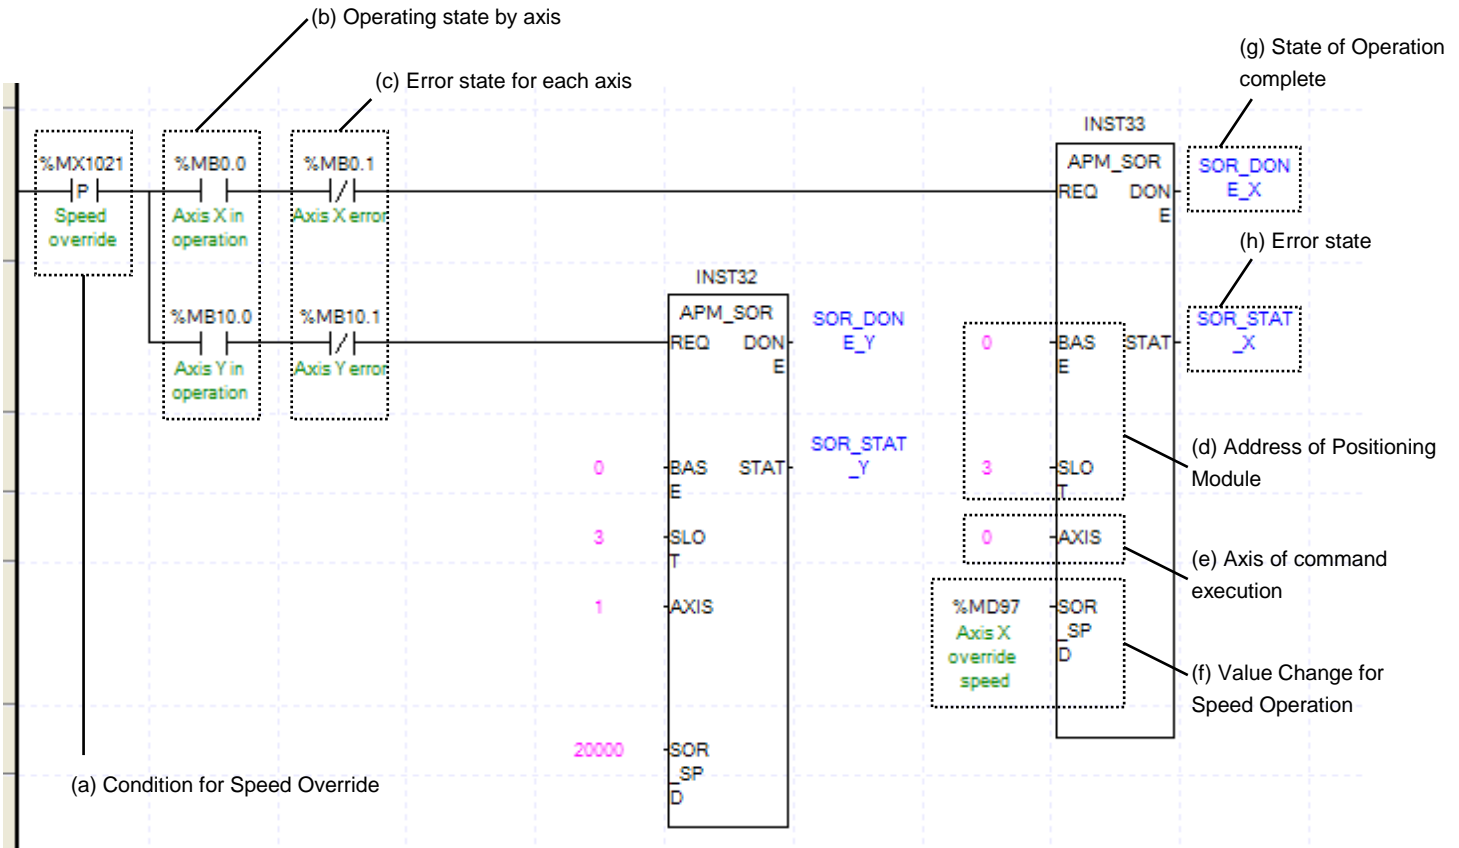 (b) Operating state by axis
(g) State of Operation
complete
(c) Error state for each axis
INST33
%MX1021
%MB0.0
%MB0.1
APM_SOR
SOR_DON
E_X
P
REQ
DON
E
Speed
override
Axis X in
operation
Axis X error
(h) Error state
INST32
%MB10.0
%MB10.1
APM_SOR
SOR_DON
E_Y
SOR_STAT
_X
REQ
DON
E
0
BAS
E
STAT
Axis Y in
operation
Axis Y error
SOR_STAT
_Y
(d) Address of Positioning
Module
0
BAS
E
STAT
3
SLO
T
3
SLO
T
0
AXIS
(e) Axis of command
execution
1
AXIS
%MD97
Axis X
override
speed
SOR
_SP
D
(f) Value Change for
Speed Operation
20000
SOR
_SP
D
(a) Condition for Speed Override